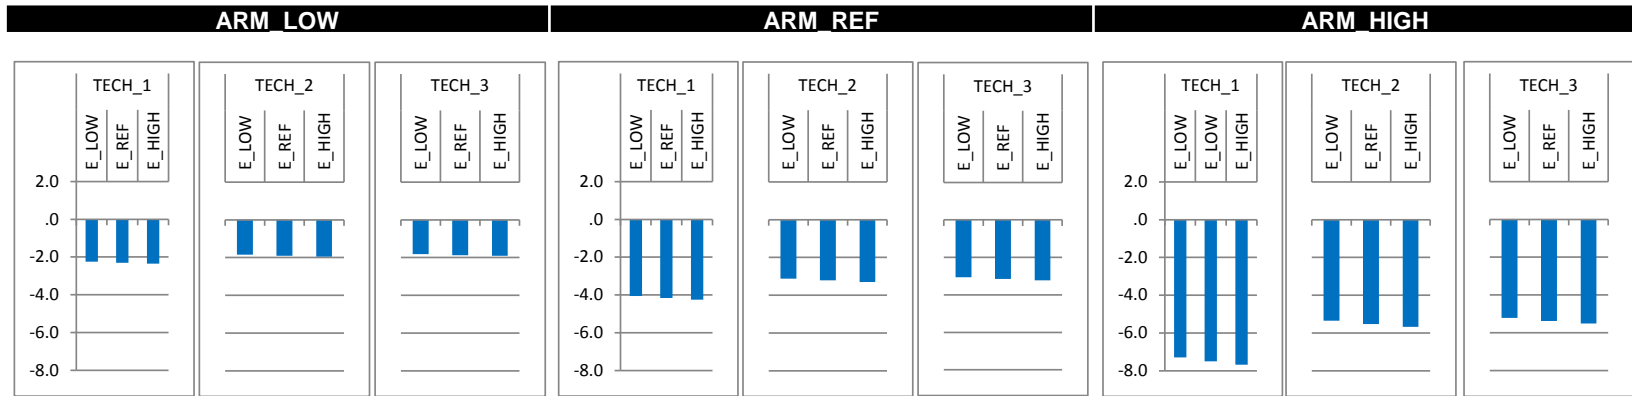 ARM_LOW ARM_REF ARM_HIGH
TECH_1 TECH_2 TECH_3 TECH_1 TECH_2 TECH_3 TECH_1 TECH_2 TECH_3
E_LOW E_REF E_HIGH E_LOW E_REF E_HIGH E_LOW E_REF E_HIGH E_LOW E_REF E_HIGH E_LOW E_REF E_HIGH E_LOW E_REF E_HIGH E_LOW E_LOW E_HIGH E_LOW E_REF E_HIGH E_LOW E_REF E_HIGH
2.0 2.0 2.0
.0 .0 .0
-2.0 -2.0 -2.0
-4.0 -4.0 -4.0
-6.0 -6.0 -6.0
-8.0 -8.0 -8.0